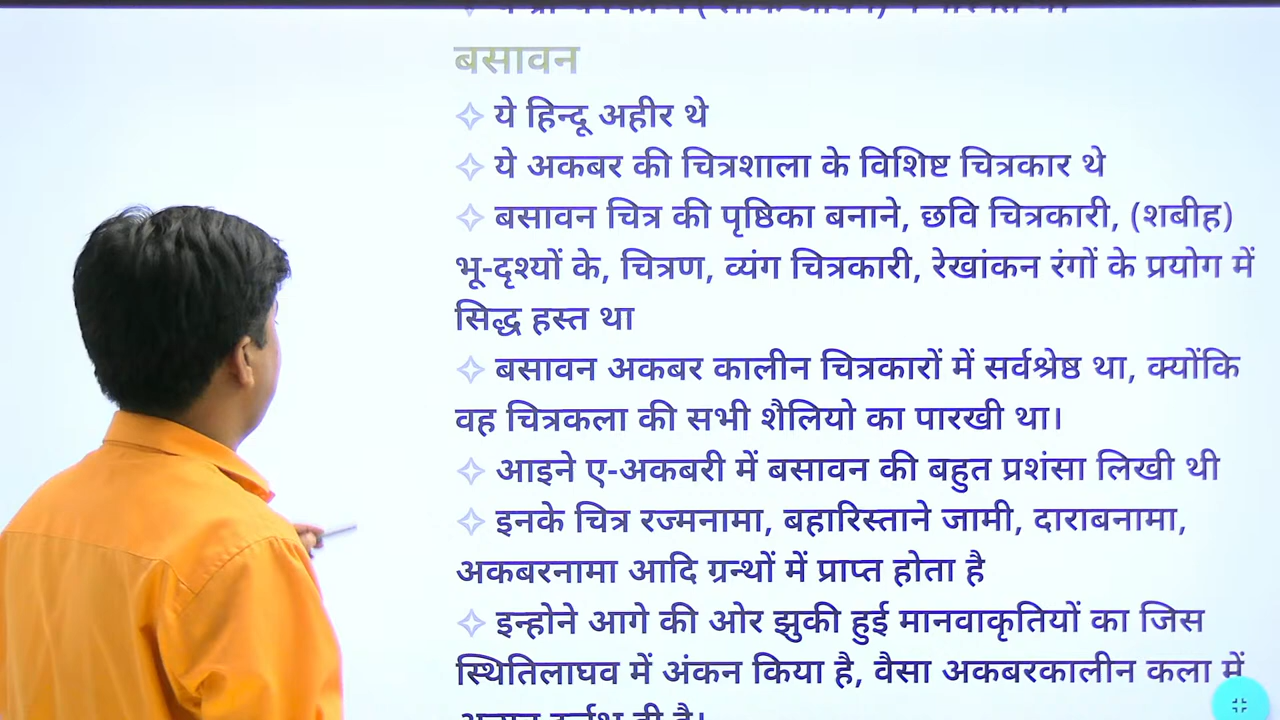 बसावन
✧ ये हिन्दू अहीर थे
✧ ये अकबर की चित्रशाला के विशिष्ट चित्रकार थे
✧ बसावन चित्र की पृष्ठिका बनाने, छवि चित्रकारी, (शबीह)
भू-दृश्यों के, चित्रण, व्यंग चित्रकारी, रेखांकन रंगों के प्रयोग में
सिद्ध हस्त था
✧ बसावन अकबर कालीन चित्रकारों में सर्वश्रेष्ठ था, क्योंकि
वह चित्रकला की सभी शैलियो का पारखी था।
✧ आइने ए-अकबरी में बसावन की बहुत प्रशंसा लिखी थी
✧ इनके चित्र रज्मनामा, बहारिस्ताने जामी, दाराबनामा,
अकबरनामा आदि ग्रन्थों में प्राप्त होता है
✧ इन्होने आगे की ओर झुकी हुई मानवाकृतियों का जिस
स्थितिलाघव में अंकन किया है, वैसा अकबरकालीन कला में